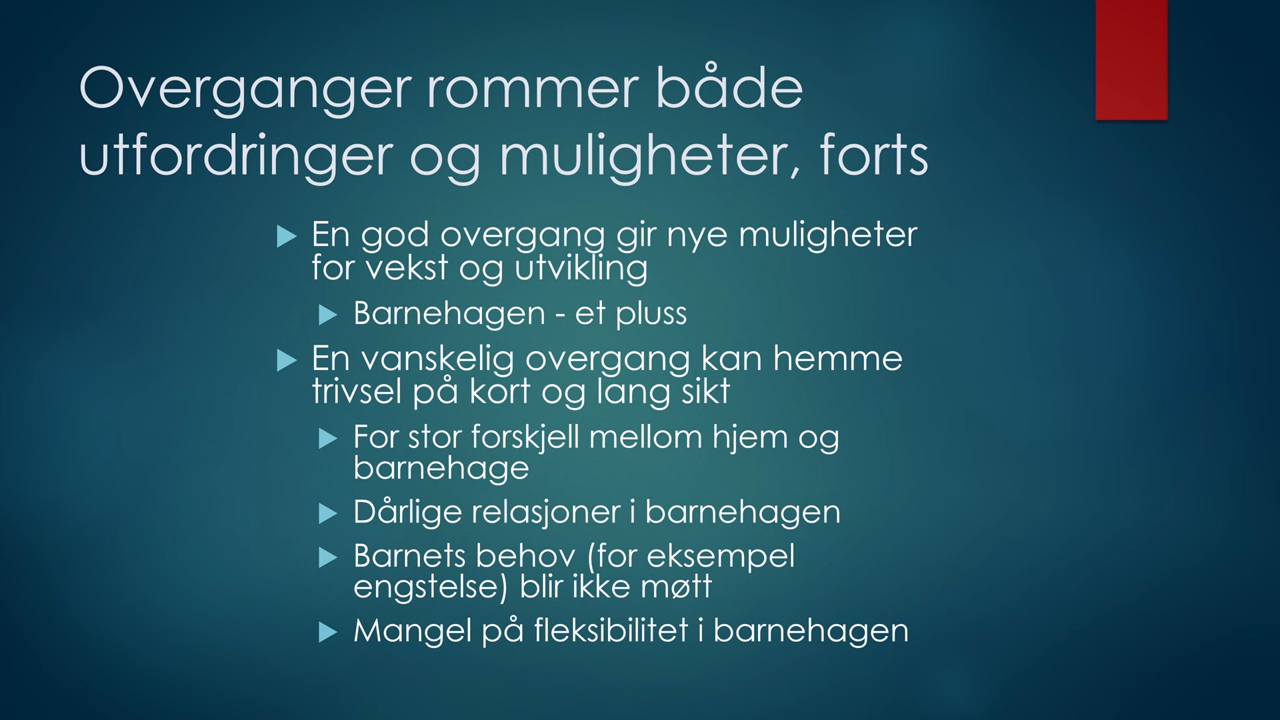 Overganger rommer både
utfordringer og muligheter, forts
En god overgang gir nye muligheter
for vekst og utvikling
Barnehagen - et pluss
En vanskelig overgang kan hemme
trivsel på kort og lang sikt
For stor forskjell mellom hjem og
barnehage
Dårlige relasjoner i barnehagen
Barnets behov (for eksempel
engstelse) blir ikke møtt
Mangel på fleksibilitet i barnehagen